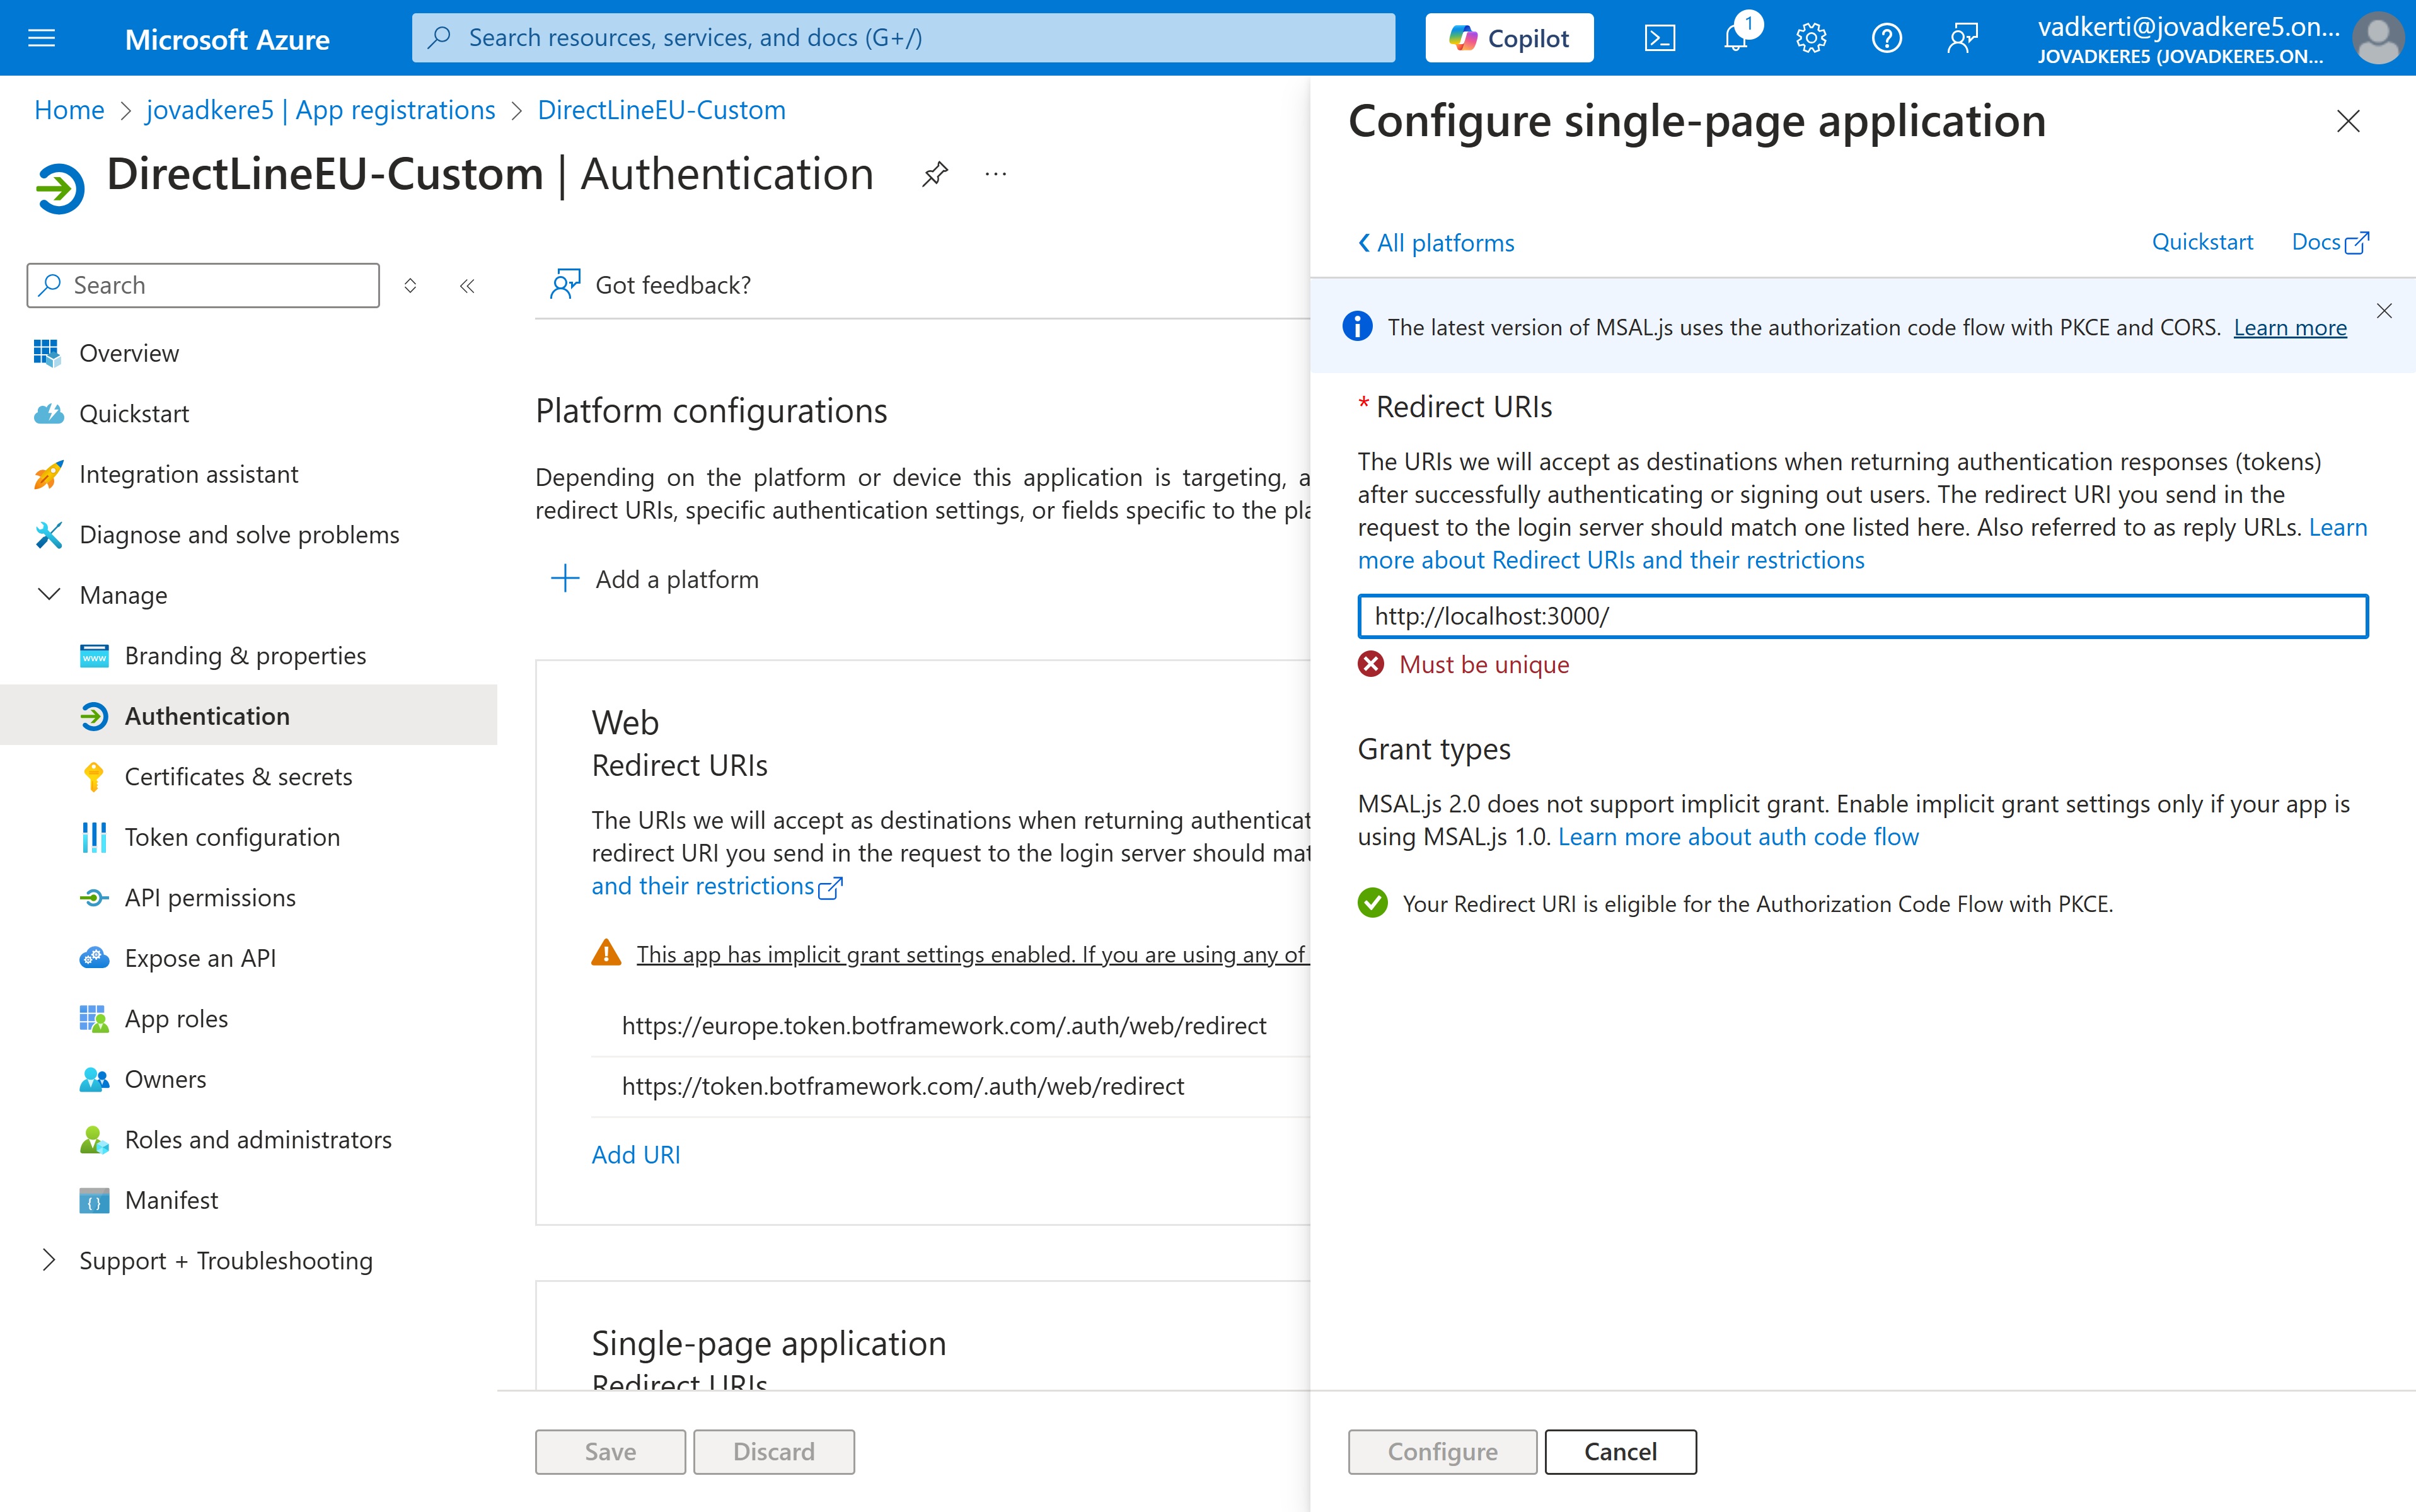 Microsoft Azure
Search resources, services, and docs (G+/)
Copilot
1
vadkerti@jovadkere5.on...
JOVADKERE5 (JOVADKERE5.ON...
Home > jovadkere5 | App registrations > DirectLineEU-Custom
DirectLineEU-Custom | Authentication
...
Search
Overview
Quickstart
Integration assistant
Diagnose and solve problems
Manage
Branding & properties
Authentication
Certificates & secrets
Token configuration
API permissions
Expose an API
App roles
Owners
Roles and administrators
Manifest
Support + Troubleshooting
Got feedback?
Platform configurations
Depending on the platform or device this application is targeting, a
redirect URIs, specific authentication settings, or fields specific to the pla
Add a platform
Web
Redirect URIs
The URIs we will accept as destinations when returning authenticat
redirect URI you send in the request to the login server should mat
and their restrictions
This app has implicit grant settings enabled. If you are using any of
https://europe.token.botframework.com/.auth/web/redirect
https://token.botframework.com/.auth/web/redirect
Add URI
Single-page application
Redirect URIs
Save
Discard
Configure single-page application
All platforms
Quickstart
Docs
The latest version of MSAL.js uses the authorization code flow with PKCE and CORS. Learn more
* Redirect URIs
The URIs we will accept as destinations when returning authentication responses (tokens)
after successfully authenticating or signing out users. The redirect URI you send in the
request to the login server should match one listed here. Also referred to as reply URLs. Learn
more about Redirect URIs and their restrictions
http://localhost:3000/
Must be unique
Grant types
MSAL.js 2.0 does not support implicit grant. Enable implicit grant settings only if your app is
using MSAL.js 1.0. Learn more about auth code flow
Your Redirect URI is eligible for the Authorization Code Flow with PKCE.
Configure
Cancel